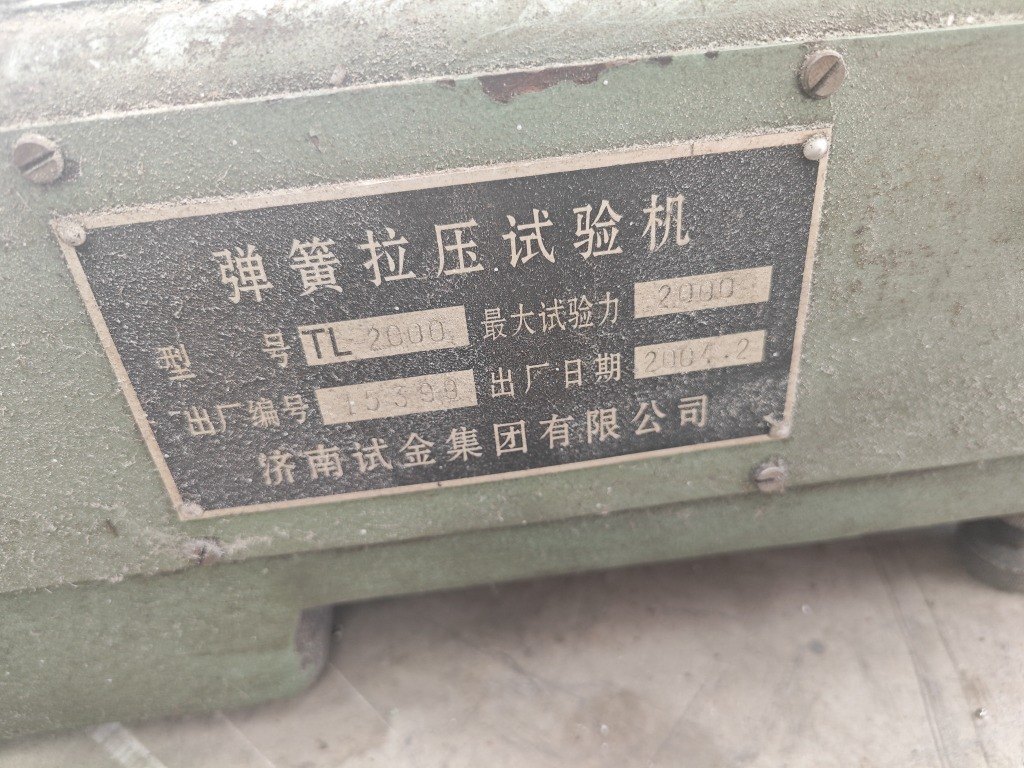 弹簧拉压试验机
型 号 TL 2000 最大试验力 2000
出厂编号 15399 出厂日期 2004.2
济南试金集团有限公司